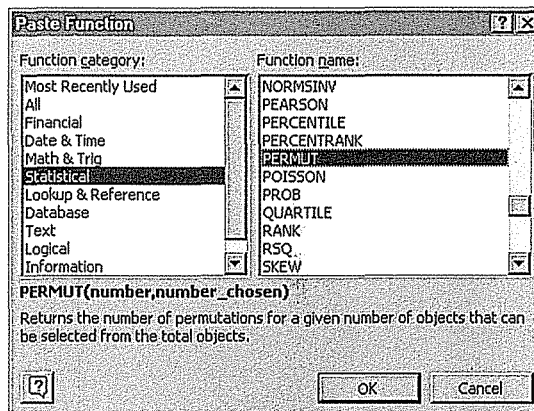 Paste Function
Function category:
Most Recently Used
All
Financial
Date & Time
Math & Trig
Statistical
Lookup & Reference
Database
Text
Logical
Information
Function name:
NORMSINV
PEARSON
PERCENTILE
PERCENTRANK
PERMUT
POISSON
PROB
QUARTILE
RANK
RSQ
SKEW
PERMUT(number,number_chosen)
Returns the number of permutations for a given number of objects that can
be selected from the total objects.
OK
Cancel